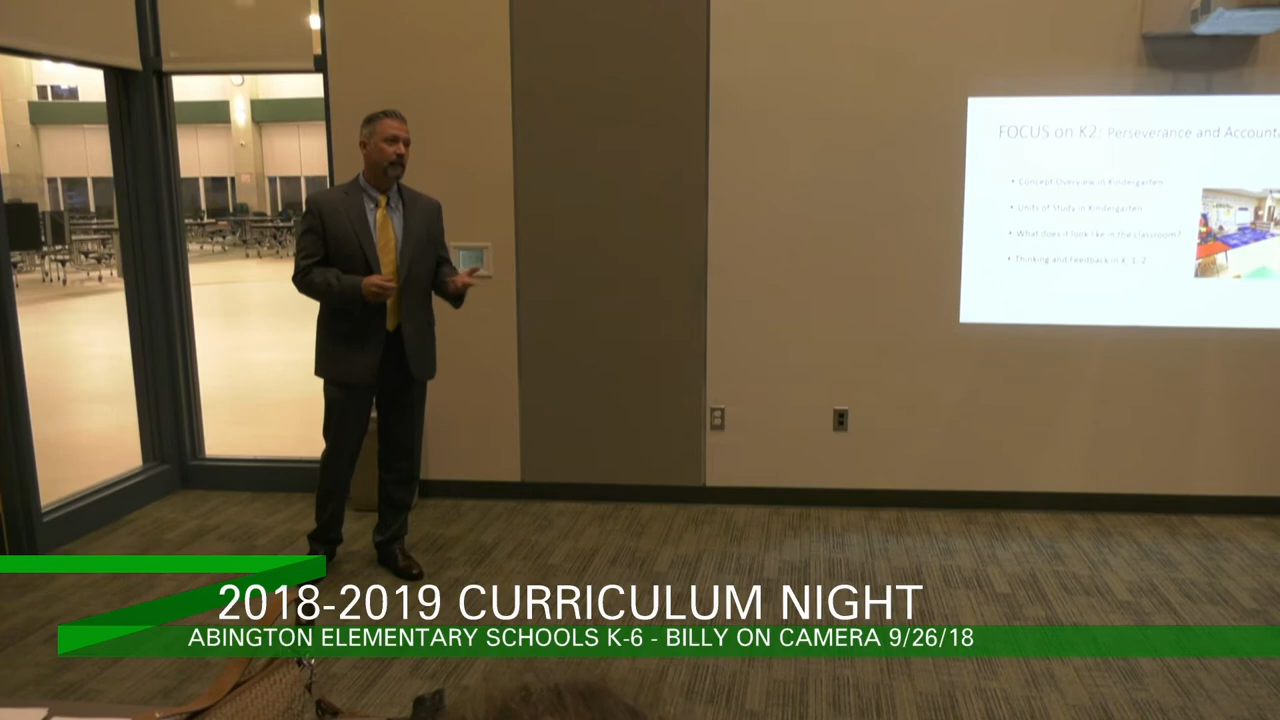 FOCUS on K2: Perseverance and Accounta
• Concept Overview in Kindergarten
• Units of Study in Kindergarten
• What does it look like in the classroom?
• Thinking and Feedback in K, 1, 2
2018-2019 CURRICULUM NIGHT
ABINGTON ELEMENTARY SCHOOLS K-6 - BILLY ON CAMERA 9/26/18